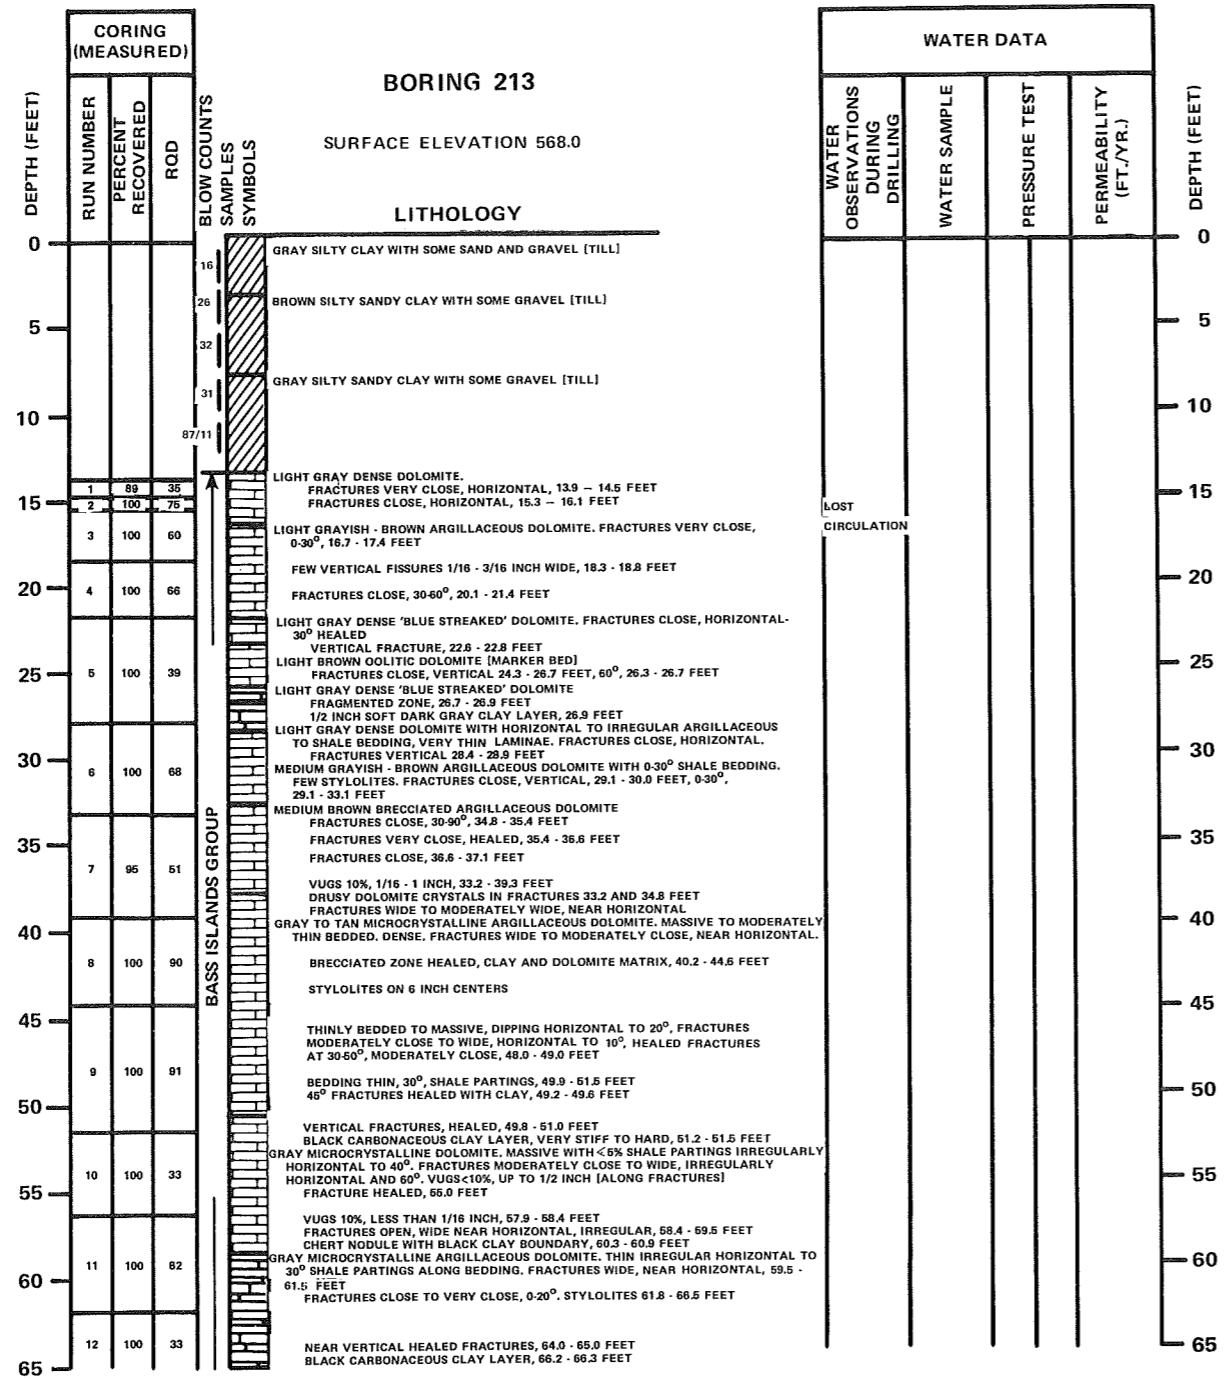 CORING
(MEASURED)
WATER DATA
BORING 213
SURFACE ELEVATION 568.0
LITHOLOGY
DEPTH (FEET)
RUN NUMBER
PERCENT
RECOVERED
RQD
BLOW COUNTS
SAMPLES
SYMBOLS
WATER
OBSERVATIONS
DURING
DRILLING
WATER SAMPLE
PRESSURE TEST
PERMEABILITY
(FT./YR.)
DEPTH (FEET)
0
5
10
15
20
25
30
35
40
45
50
55
60
65
1 89 35
2 100 75
3 100 60
4 100 66
5 100 39
6 100 68
7 95 51
8 100 90
9 100 91
10 100 33
11 100 62
12 100 33
16
26
32
31
87/11
BASS ISLANDS GROUP
GRAY SILTY CLAY WITH SOME SAND AND GRAVEL [TILL]
BROWN SILTY SANDY CLAY WITH SOME GRAVEL [TILL]
GRAY SILTY SANDY CLAY WITH SOME GRAVEL [TILL]
LIGHT GRAY DENSE DOLOMITE.
FRACTURES VERY CLOSE, HORIZONTAL, 13.9 – 14.5 FEET
FRACTURES CLOSE, HORIZONTAL, 15.3 – 16.1 FEET
LIGHT GRAYISH - BROWN ARGILLACEOUS DOLOMITE. FRACTURES VERY CLOSE,
0-30°, 16.7 - 17.4 FEET
FEW VERTICAL FISSURES 1/16 - 3/16 INCH WIDE, 18.3 - 18.8 FEET
FRACTURES CLOSE, 30-60°, 20.1 - 21.4 FEET
LIGHT GRAY DENSE 'BLUE STREAKED' DOLOMITE. FRACTURES CLOSE, HORIZONTAL-
30° HEALED
VERTICAL FRACTURE, 22.6 - 22.8 FEET
LIGHT BROWN OOLITIC DOLOMITE [MARKER BED]
FRACTURES CLOSE, VERTICAL 24.3 - 26.7 FEET, 60°, 26.3 - 26.7 FEET
LIGHT GRAY DENSE 'BLUE STREAKED' DOLOMITE
FRAGMENTED ZONE, 26.7 - 26.9 FEET
1/2 INCH SOFT DARK GRAY CLAY LAYER, 26.9 FEET
LIGHT GRAY DENSE DOLOMITE WITH HORIZONTAL TO IRREGULAR ARGILLACEOUS
TO SHALE BEDDING, VERY THIN LAMINAE. FRACTURES CLOSE, HORIZONTAL.
FRACTURES VERTICAL 28.4 - 28.9 FEET
MEDIUM GRAYISH - BROWN ARGILLACEOUS DOLOMITE WITH 0-30° SHALE BEDDING.
FEW STYLOLITES. FRACTURES CLOSE, VERTICAL, 29.1 - 30.0 FEET, 0-30°,
29.1 - 33.1 FEET
MEDIUM BROWN BRECCIATED ARGILLACEOUS DOLOMITE
FRACTURES CLOSE, 30-90°, 34.8 - 35.4 FEET
FRACTURES VERY CLOSE, HEALED, 35.4 - 36.6 FEET
FRACTURES CLOSE, 36.6 - 37.1 FEET
VUGS 10%, 1/16 - 1 INCH, 33.2 - 39.3 FEET
DRUSY DOLOMITE CRYSTALS IN FRACTURES 33.2 AND 34.8 FEET
FRACTURES WIDE TO MODERATELY WIDE, NEAR HORIZONTAL
GRAY TO TAN MICROCRYSTALLINE ARGILLACEOUS DOLOMITE. MASSIVE TO MODERATELY
THIN BEDDED. DENSE. FRACTURES WIDE TO MODERATELY CLOSE, NEAR HORIZONTAL.
BRECCIATED ZONE HEALED, CLAY AND DOLOMITE MATRIX, 40.2 - 44.6 FEET
STYLOLITES ON 6 INCH CENTERS
THINLY BEDDED TO MASSIVE, DIPPING HORIZONTAL TO 20°, FRACTURES
MODERATELY CLOSE TO WIDE, HORIZONTAL TO 10°, HEALED FRACTURES
AT 30-50°, MODERATELY CLOSE, 48.0 - 49.0 FEET
BEDDING THIN, 30°, SHALE PARTINGS, 49.9 - 51.5 FEET
45° FRACTURES HEALED WITH CLAY, 49.2 - 49.6 FEET
VERTICAL FRACTURES, HEALED, 49.8 - 51.0 FEET
BLACK CARBONACEOUS CLAY LAYER, VERY STIFF TO HARD, 51.2 - 51.5 FEET
GRAY MICROCRYSTALLINE DOLOMITE. MASSIVE WITH <5% SHALE PARTINGS IRREGULARLY
HORIZONTAL TO 40°. FRACTURES MODERATELY CLOSE TO WIDE, IRREGULARLY
HORIZONTAL AND 60°. VUGS<10%, UP TO 1/2 INCH [ALONG FRACTURES]
FRACTURE HEALED, 55.0 FEET
VUGS 10%, LESS THAN 1/16 INCH, 57.9 - 58.4 FEET
FRACTURES OPEN, WIDE NEAR HORIZONTAL, IRREGULAR, 58.4 - 59.5 FEET
CHERT NODULE WITH BLACK CLAY BOUNDARY, 60.3 - 60.9 FEET
GRAY MICROCRYSTALLINE ARGILLACEOUS DOLOMITE. THIN IRREGULAR HORIZONTAL TO
30° SHALE PARTINGS ALONG BEDDING. FRACTURES WIDE, NEAR HORIZONTAL, 59.5 -
61.5 FEET
FRACTURES CLOSE TO VERY CLOSE, 0-20°. STYLOLITES 61.8 - 66.5 FEET
NEAR VERTICAL HEALED FRACTURES, 64.0 - 65.0 FEET
BLACK CARBONACEOUS CLAY LAYER, 66.2 - 66.3 FEET
LOST
CIRCULATION
0
5
10
15
20
25
30
35
40
45
50
55
60
65